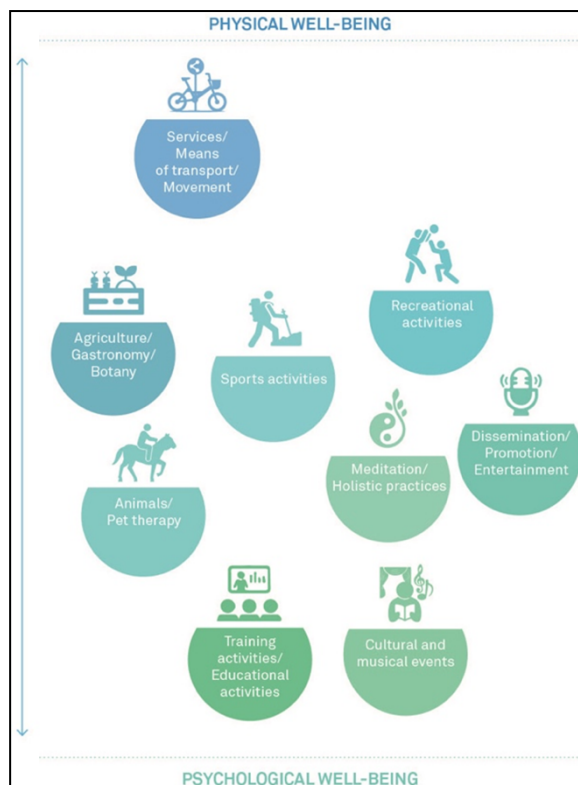 PHYSICAL WELL-BEING
Services/
Means
of transport/
Movement
Recreational
activities
Agriculture/
Gastronomy/
Botany
Sports activities
Dissemination/
Promotion/
Entertainment
Meditation/
Holistic practices
Animals/
Pet therapy
Training
activities/
Educational
activities
Cultural and
musical events
PSYCHOLOGICAL WELL-BEING